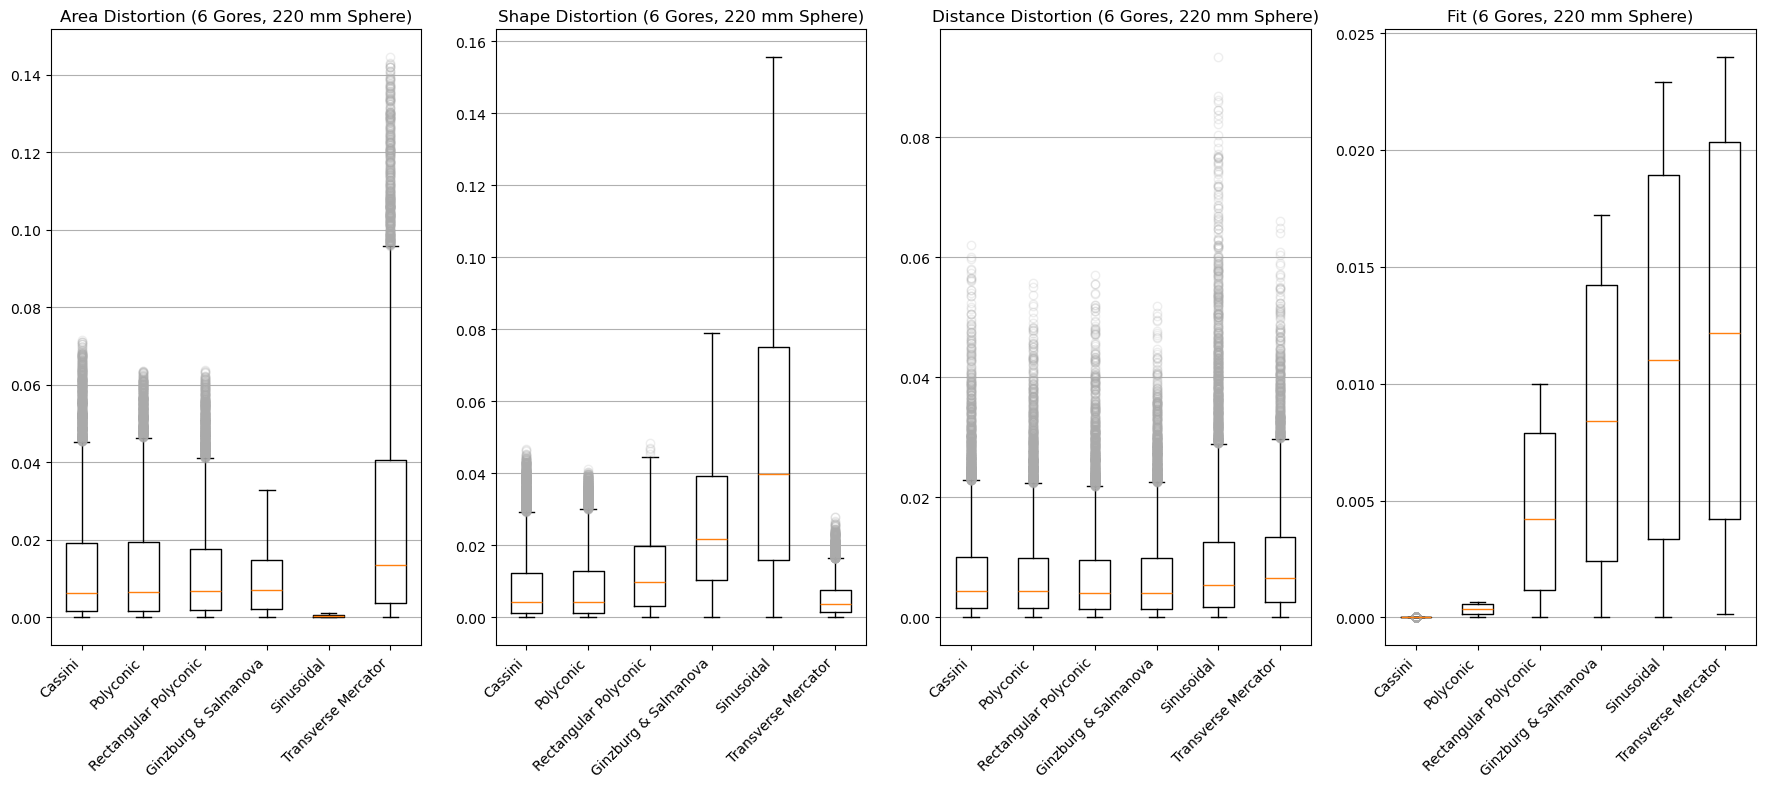 Area Distortion (6 Gores, 220 mm Sphere)
0.14
0.12
0.10
0.08
0.06
0.04
0.02
0.00
Cassini
Polyconic
Rectangular Polyconic
Ginzburg & Salmanova
Sinusoidal
Transverse Mercator
Shape Distortion (6 Gores, 220 mm Sphere)
0.16
0.14
0.12
0.10
0.08
0.06
0.04
0.02
0.00
Cassini
Polyconic
Rectangular Polyconic
Ginzburg & Salmanova
Sinusoidal
Transverse Mercator
Distance Distortion (6 Gores, 220 mm Sphere)
0.08
0.06
0.04
0.02
0.00
Cassini
Polyconic
Rectangular Polyconic
Ginzburg & Salmanova
Sinusoidal
Transverse Mercator
Fit (6 Gores, 220 mm Sphere)
0.025
0.020
0.015
0.010
0.005
0.000
Cassini
Polyconic
Rectangular Polyconic
Ginzburg & Salmanova
Sinusoidal
Transverse Mercator